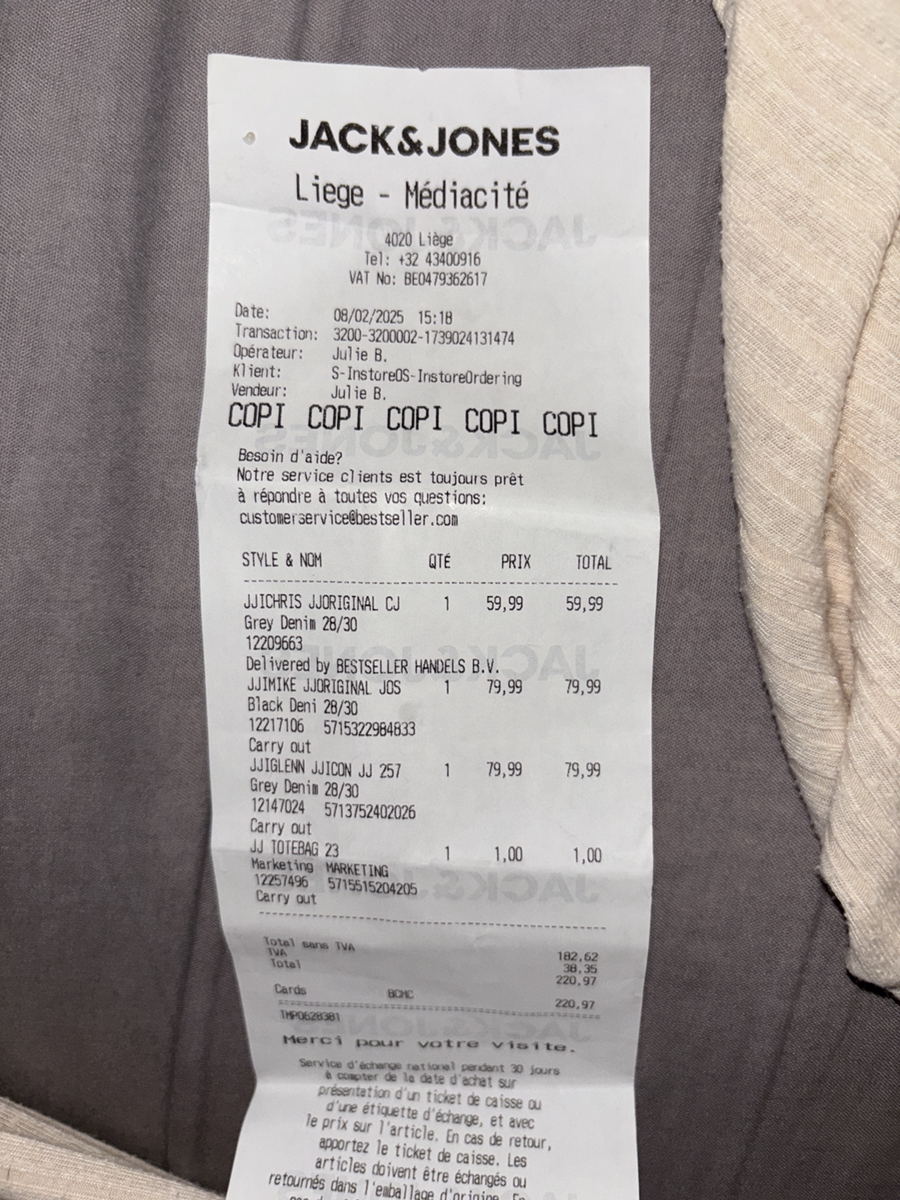 JACK&JONES
Liege - Médiacité
4020 Liège
Tel: +32 43400916
VAT No: BE0479362617
Date: 08/02/2025 15:18
Transaction: 3200-3200002-1739024131474
Opérateur: Julie B.
Klient: S-InstoreOS-InstoreOrdering
Vendeur: Julie B.
COPI COPI COPI COPI COPI
Besoin d'aide?
Notre service clients est toujours prêt
à répondre à toutes vos questions:
customerservice@bestseller.com
STYLE & NOM QTÉ PRIX TOTAL
JJICHRIS JJORIGINAL CJ 1 59,99 59,99
Grey Denim 28/30
12209663
Delivered by BESTSELLER HANDELS B.V.
JJIMIKE JJORIGINAL JOS 1 79,99 79,99
Black Deni 28/30
12217106 5715322984833
Carry out
JJIGLENN JJICON JJ 257 1 79,99 79,99
Grey Denim 28/30
12147024 5713752402026
Carry out
JJ TOTEBAG 23 1 1,00 1,00
Marketing MARKETING
12257496 5715515204205
Carry out
Total sans TVA 182,62
TVA 38,35
Total 220,97
Cards BCMC 220,97
THP0628381
Merci pour votre visite.
Service d'échange national pendant 30 jours
à compter de la date d'achat sur
présentation d'un ticket de caisse ou
d'une étiquette d'échange, et avec
le prix sur l'article. En cas de retour,
apportez le ticket de caisse. Les
articles doivent être échangés ou
retournés dans l'emballage d'origine. En